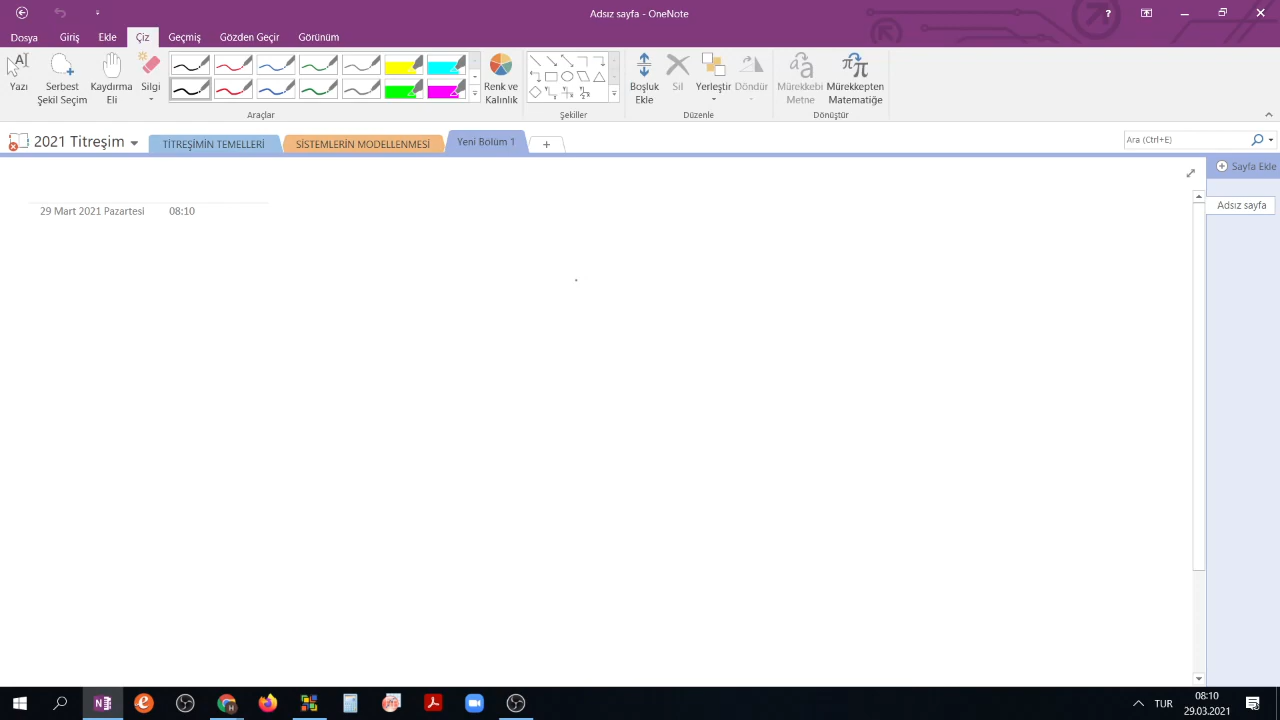 Adsız sayfa - OneNote
?
Dosya Giriş Ekle Çiz Geçmiş Gözden Geçir Görünüm
Yazı
Serbest Şekil Seçim
Kaydırma Eli
Silgi
Renk ve Kalınlık
Boşluk Ekle
Sil
Yerleştir
Döndür
Mürekkebi Metne
Mürekkepten Matematiğe
Araçlar Şekiller Düzenle Dönüştür
2021 Titreşim TİTREŞİMİN TEMELLERİ SİSTEMLERİN MODELLENMESİ Yeni Bölüm 1 +
Ara (Ctrl+E)
Sayfa Ekle
Adsız sayfa
29 Mart 2021 Pazartesi 08:10
TUR
08:10
29.03.2021